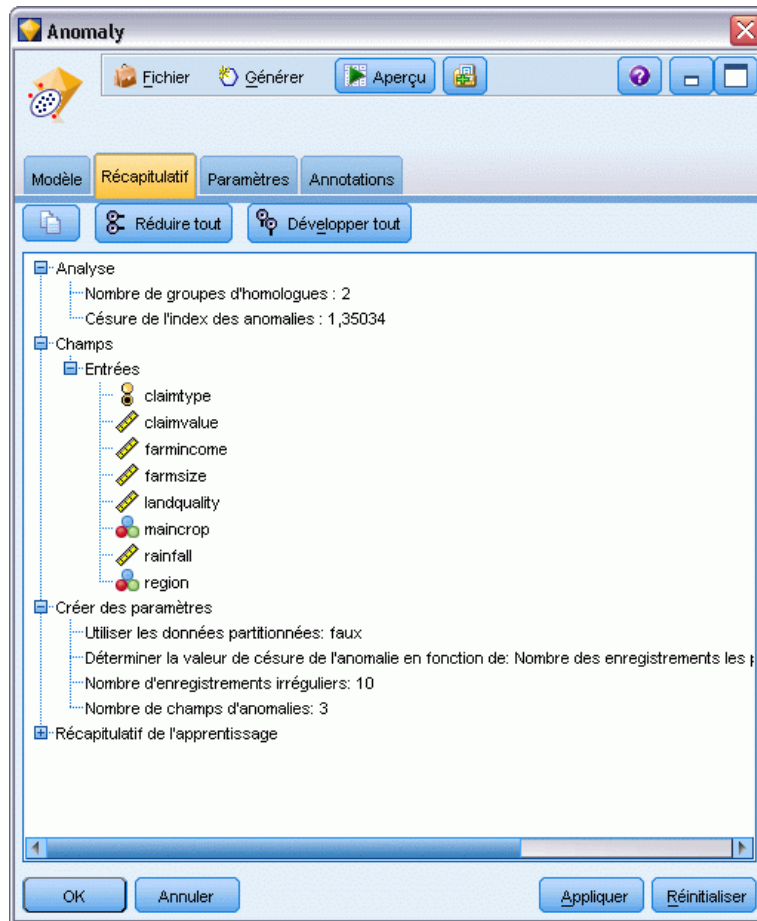 Anomaly
Fichier Générer Aperçu
Modèle Récapitulatif Paramètres Annotations
Réduire tout Développer tout
Analyse
Nombre de groupes d'homologues : 2
Césure de l'index des anomalies : 1,35034
Champs
Entrées
claimtype
claimvalue
farmincome
farmsize
landquality
maincrop
rainfall
region
Créer des paramètres
Utiliser les données partitionnées: faux
Déterminer la valeur de césure de l'anomalie en fonction de: Nombre des enregistrements les
Nombre d'enregistrements irréguliers: 10
Nombre de champs d'anomalies: 3
Récapitulatif de l'apprentissage
OK Annuler Appliquer Réinitialiser